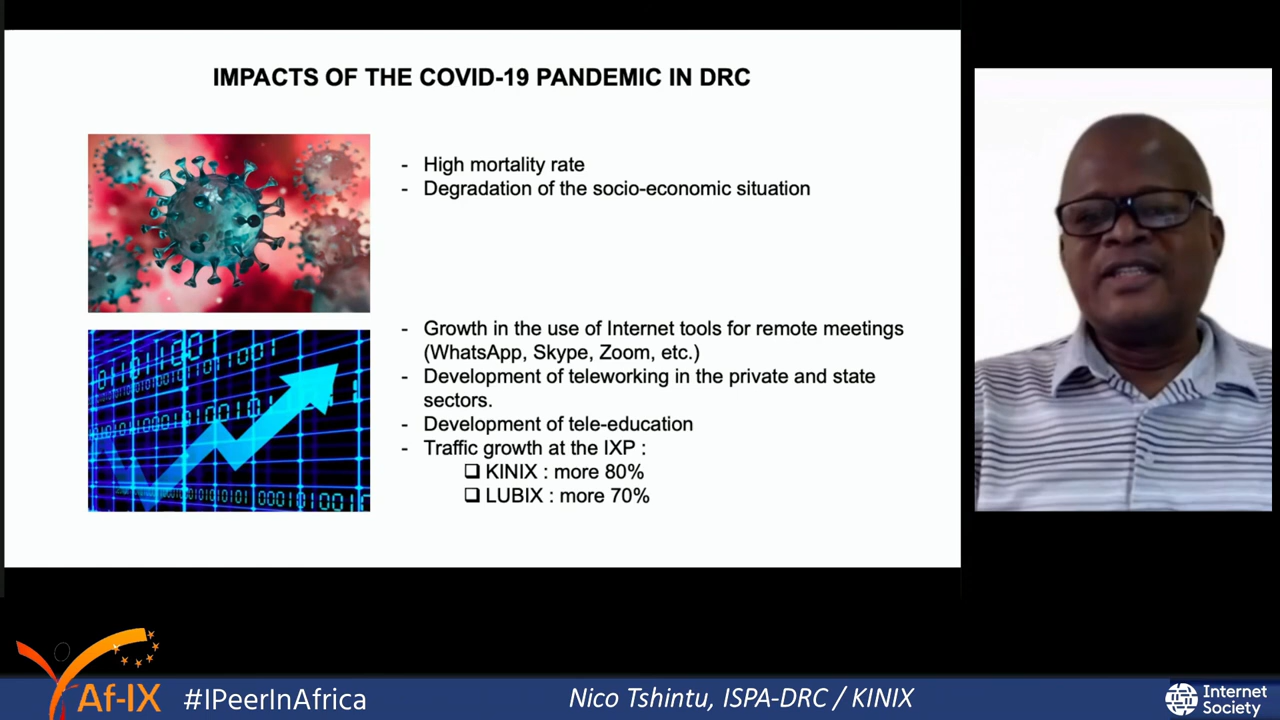 IMPACTS OF THE COVID-19 PANDEMIC IN DRC
- High mortality rate
- Degradation of the socio-economic situation
- Growth in the use of Internet tools for remote meetings
(WhatsApp, Skype, Zoom, etc.)
- Development of teleworking in the private and state
sectors.
- Development of tele-education
- Traffic growth at the IXP :
❑ KINIX : more 80%
❑ LUBIX : more 70%
Af-IX #IPeerInAfrica
Nico Tshintu, ISPA-DRC / KINIX
Internet
Society